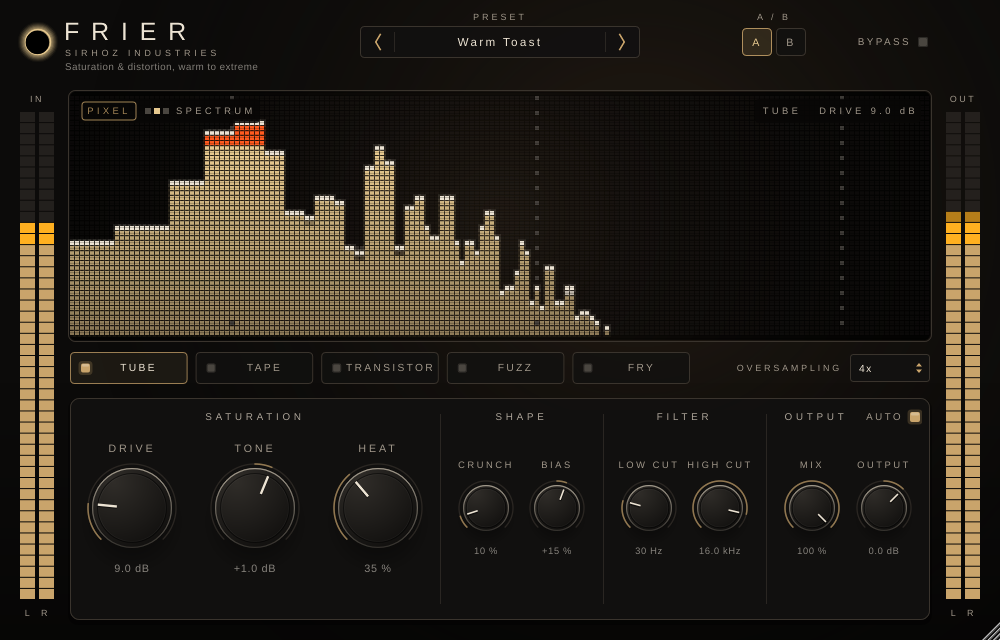 FRIER
SIRHOZ INDUSTRIES
Saturation & distortion, warm to extreme
PRESET
Warm Toast
A / B
A B
BYPASS
IN
OUT
PIXEL SPECTRUM
TUBE DRIVE 9.0 dB
TUBE TAPE TRANSISTOR FUZZ FRY
OVERSAMPLING 4x
SATURATION
DRIVE TONE HEAT
9.0 dB +1.0 dB 35 %
SHAPE
CRUNCH BIAS
10 % +15 %
FILTER
LOW CUT HIGH CUT
30 Hz 16.0 kHz
OUTPUT AUTO
MIX OUTPUT
100 % 0.0 dB
L R
L R